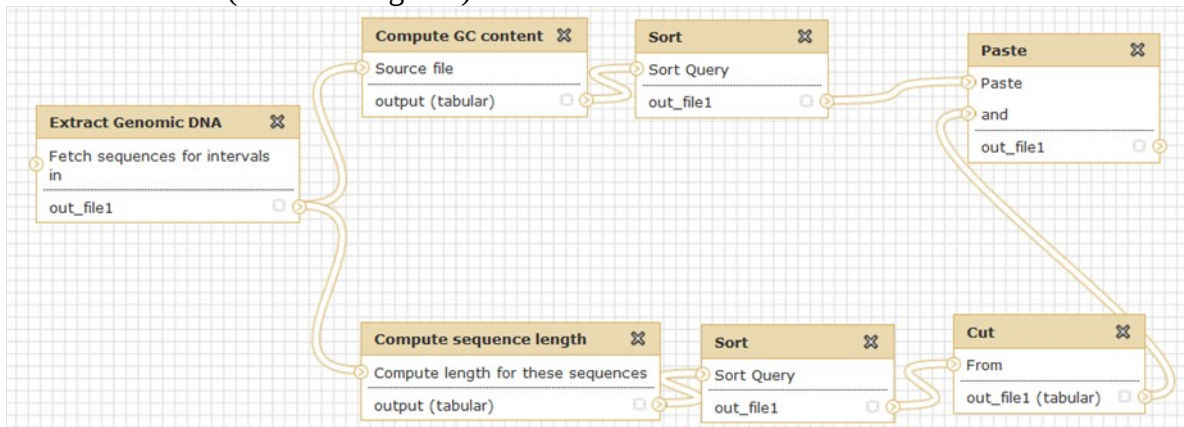 Extract Genomic DNA
Fetch sequences for intervals
in
out_file1
Compute GC content
Source file
output (tabular)
Sort
Sort Query
out_file1
Paste
Paste
and
out_file1
Compute sequence length
Compute length for these sequences
output (tabular)
Sort
Sort Query
out_file1
Cut
From
out_file1 (tabular)